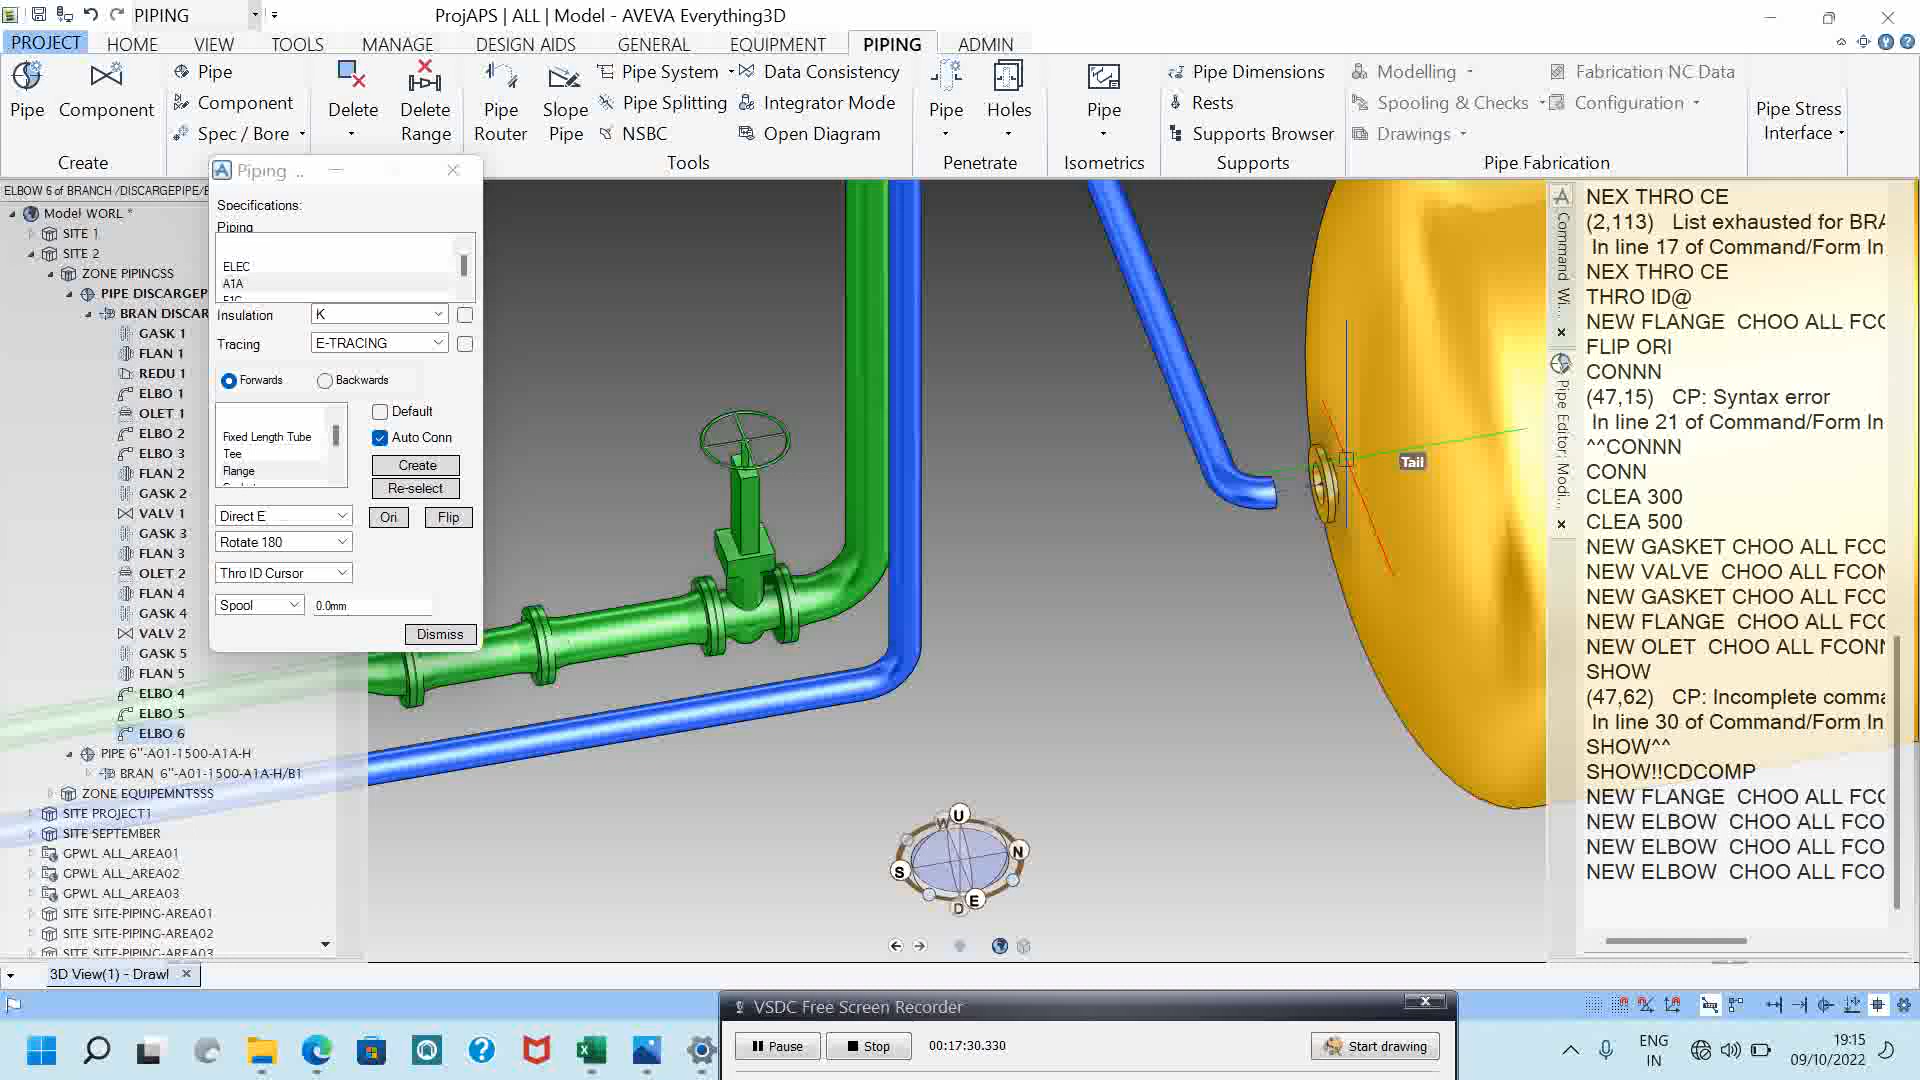 PIPING
ProjAPS | ALL | Model - AVEVA Everything3D
PROJECT HOME VIEW TOOLS MANAGE DESIGN AIDS GENERAL EQUIPMENT PIPING ADMIN
Pipe
Component
Create
Pipe
Component
Spec / Bore
Delete
Delete Range
Pipe Router
Slope Pipe
Pipe System
Pipe Splitting
NSBC
Data Consistency
Integrator Mode
Open Diagram
Tools
Pipe
Holes
Penetrate
Pipe
Isometrics
Pipe Dimensions
Rests
Supports Browser
Supports
Modelling
Spooling & Checks
Drawings
Fabrication NC Data
Configuration
Pipe Fabrication
Pipe Stress
Interface
ELBOW 6 of BRANCH /DISCARGEPIPE/
Model WORL *
SITE 1
SITE 2
ZONE PIPINGSS
PIPE DISCARGEP
BRAN DISCAR
GASK 1
FLAN 1
REDU 1
ELBO 1
OLET 1
ELBO 2
ELBO 3
FLAN 2
GASK 2
VALV 1
GASK 3
FLAN 3
OLET 2
FLAN 4
GASK 4
VALV 2
GASK 5
FLAN 5
ELBO 4
ELBO 5
ELBO 6
PIPE 6"-A01-1500-A1A-H
BRAN 6"-A01-1500-A1A-H/B1
ZONE EQUIPEMNTSSS
SITE PROJECT1
SITE SEPTEMBER
GPWL ALL_AREA01
GPWL ALL_AREA02
GPWL ALL_AREA03
SITE SITE-PIPING-AREA01
SITE SITE-PIPING-AREA02
SITE SITE-PIPING-AREA03
Piping ..
Specifications:
Piping
ELEC
A1A
F1C
Insulation K
Tracing E-TRACING
Forwards Backwards
Fixed Length Tube
Tee
Flange
Default
Auto Conn
Create
Re-select
Direct E Ori Flip
Rotate 180
Thro ID Cursor
Spool 0.0mm
Dismiss
Tail
U
W
N
S
E
D
Command Wi...
Pipe Editor: Modi...
NEX THRO CE
(2,113) List exhausted for BRA
In line 17 of Command/Form In
NEX THRO CE
THRO ID@
NEW FLANGE CHOO ALL FCO
FLIP ORI
CONNN
(47,15) CP: Syntax error
In line 21 of Command/Form In
^^CONNN
CONN
CLEA 300
CLEA 500
NEW GASKET CHOO ALL FCO
NEW VALVE CHOO ALL FCON
NEW GASKET CHOO ALL FCO
NEW FLANGE CHOO ALL FCO
NEW OLET CHOO ALL FCONN
SHOW
(47,62) CP: Incomplete comma
In line 30 of Command/Form In
SHOW^^
SHOW!!CDCOMP
NEW FLANGE CHOO ALL FCO
NEW ELBOW CHOO ALL FCO
NEW ELBOW CHOO ALL FCO
NEW ELBOW CHOO ALL FCO
3D View(1) - Drawl
VSDC Free Screen Recorder
Pause Stop 00:17:30.330 Start drawing
ENG
IN
19:15
09/10/2022